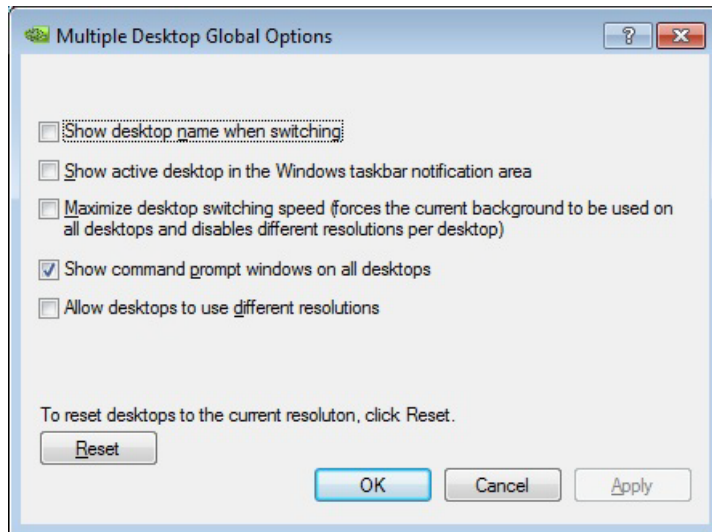 Multiple Desktop Global Options
Show desktop name when switching
Show active desktop in the Windows taskbar notification area
Maximize desktop switching speed (forces the current background to be used on
all desktops and disables different resolutions per desktop)
Show command prompt windows on all desktops
Allow desktops to use different resolutions
To reset desktops to the current resoluton, click Reset.
Reset
OK Cancel Apply